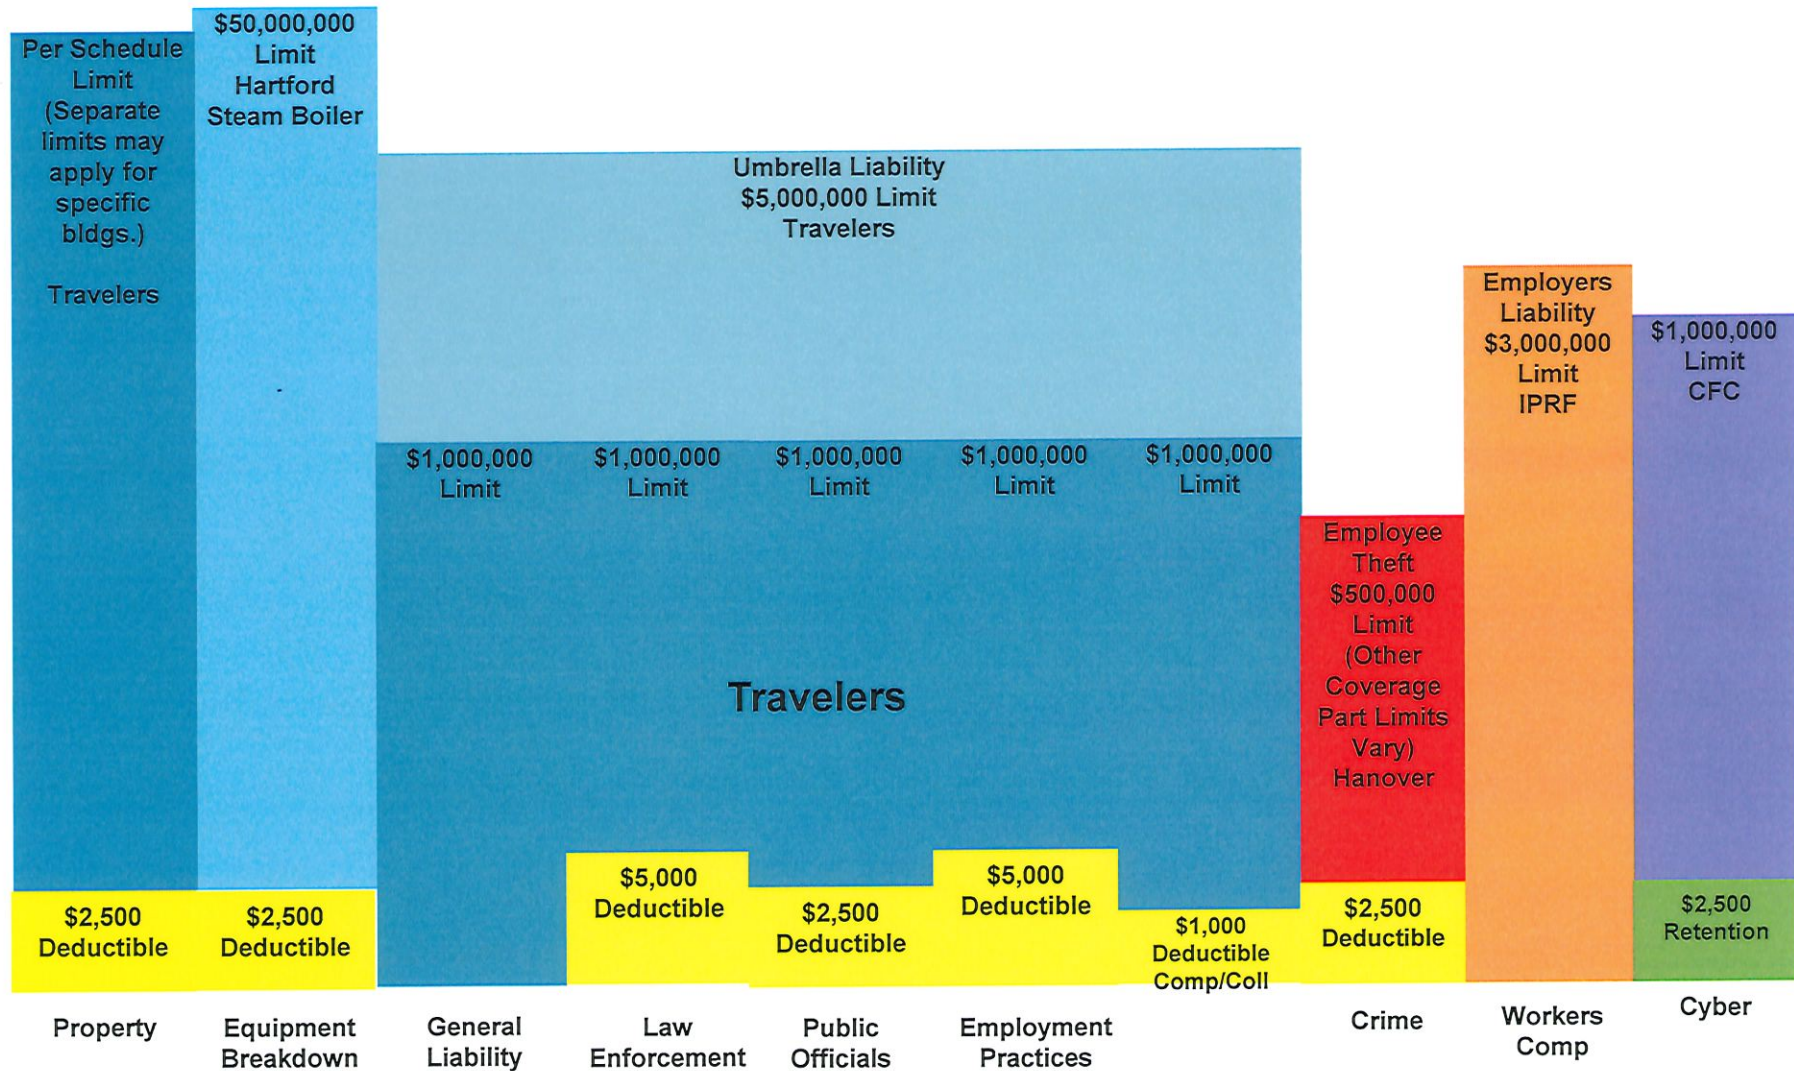 Per Schedule
Limit
(Separate
limits may
apply for
specific
bldgs.)
Travelers
$50,000,000
Limit
Hartford
Steam Boiler
Umbrella Liability
$5,000,000 Limit
Travelers
$1,000,000
Limit
$1,000,000
Limit
$1,000,000
Limit
$1,000,000
Limit
$1,000,000
Limit
Travelers
Employee
Theft
$500,000
Limit
(Other
Coverage
Part Limits
Vary)
Hanover
Employers
Liability
$3,000,000
Limit
IPRF
$1,000,000
Limit
CFC
$2,500
Deductible
$2,500
Deductible
$5,000
Deductible
$2,500
Deductible
$5,000
Deductible
$1,000
Deductible
Comp/Coll
$2,500
Deductible
$2,500
Retention
Property
Equipment
Breakdown
General
Liability
Law
Enforcement
Public
Officials
Employment
Practices
Crime
Workers
Comp
Cyber